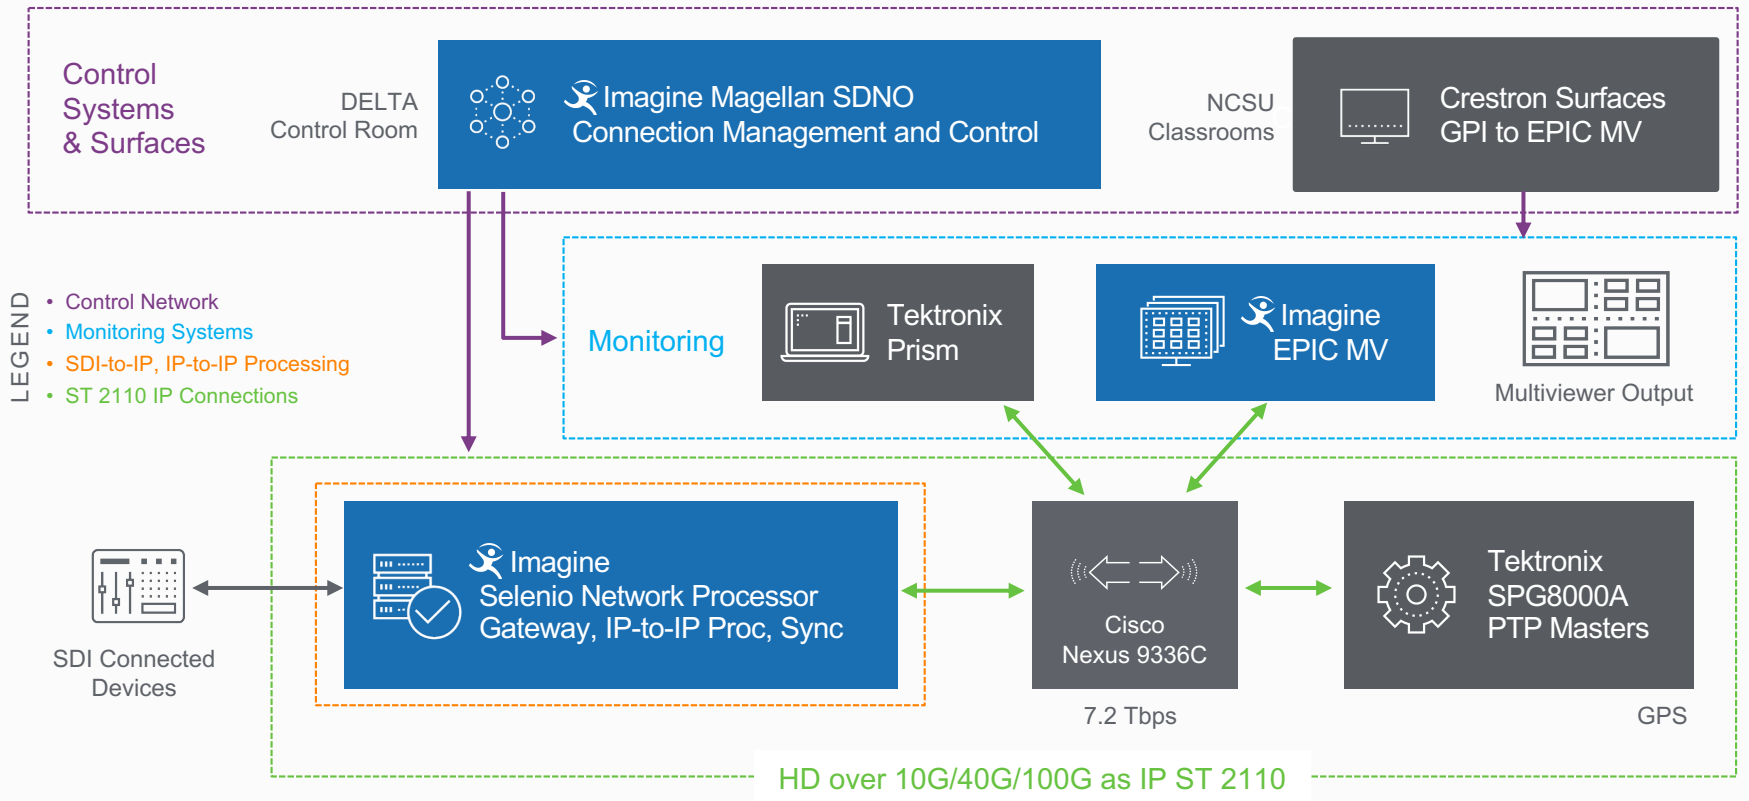 Control
Systems
& Surfaces
DELTA
Control Room
Imagine Magellan SDNO
Connection Management and Control
NCSU
Classrooms
Crestron Surfaces
GPI to EPIC MV
LEGEND
• Control Network
• Monitoring Systems
• SDI-to-IP, IP-to-IP Processing
• ST 2110 IP Connections
Monitoring
Tektronix
Prism
Imagine
EPIC MV
Multiviewer Output
SDI Connected
Devices
Imagine
Selenio Network Processor
Gateway, IP-to-IP Proc, Sync
Cisco
Nexus 9336C
7.2 Tbps
Tektronix
SPG8000A
PTP Masters
GPS
HD over 10G/40G/100G as IP ST 2110